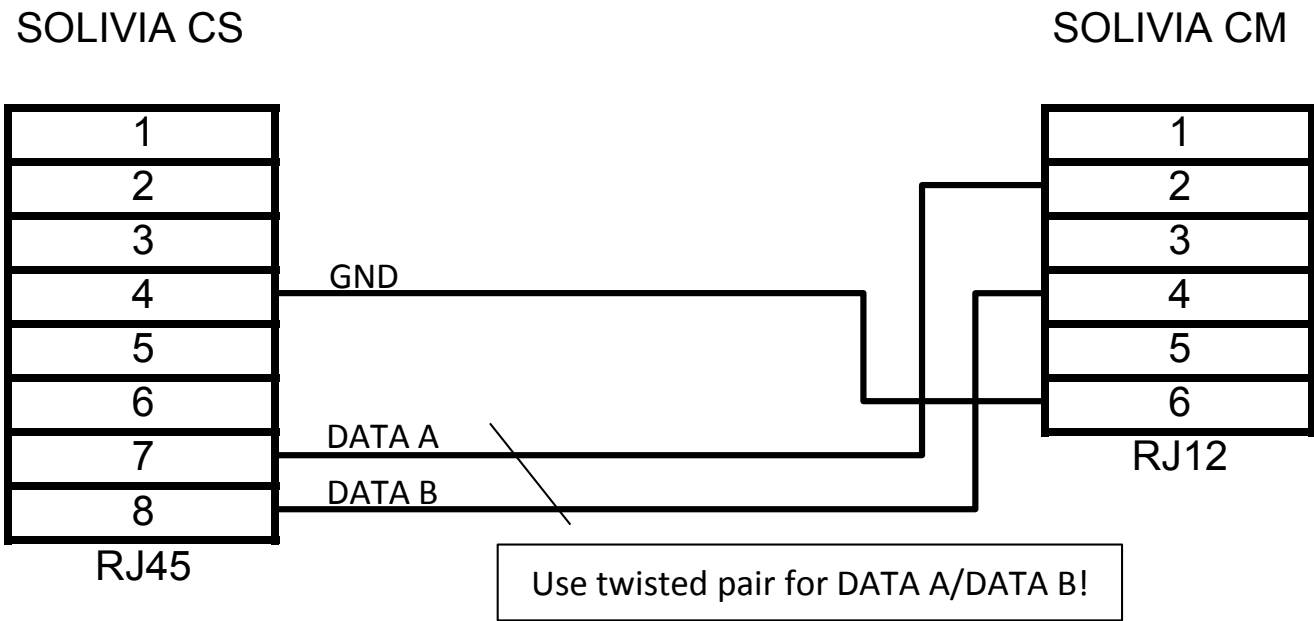 SOLIVIA CS
SOLIVIA CM
1
2
3
4
5
6
7
8
RJ45
GND
DATA A
DATA B
1
2
3
4
5
6
RJ12
Use twisted pair for DATA A/DATA B!